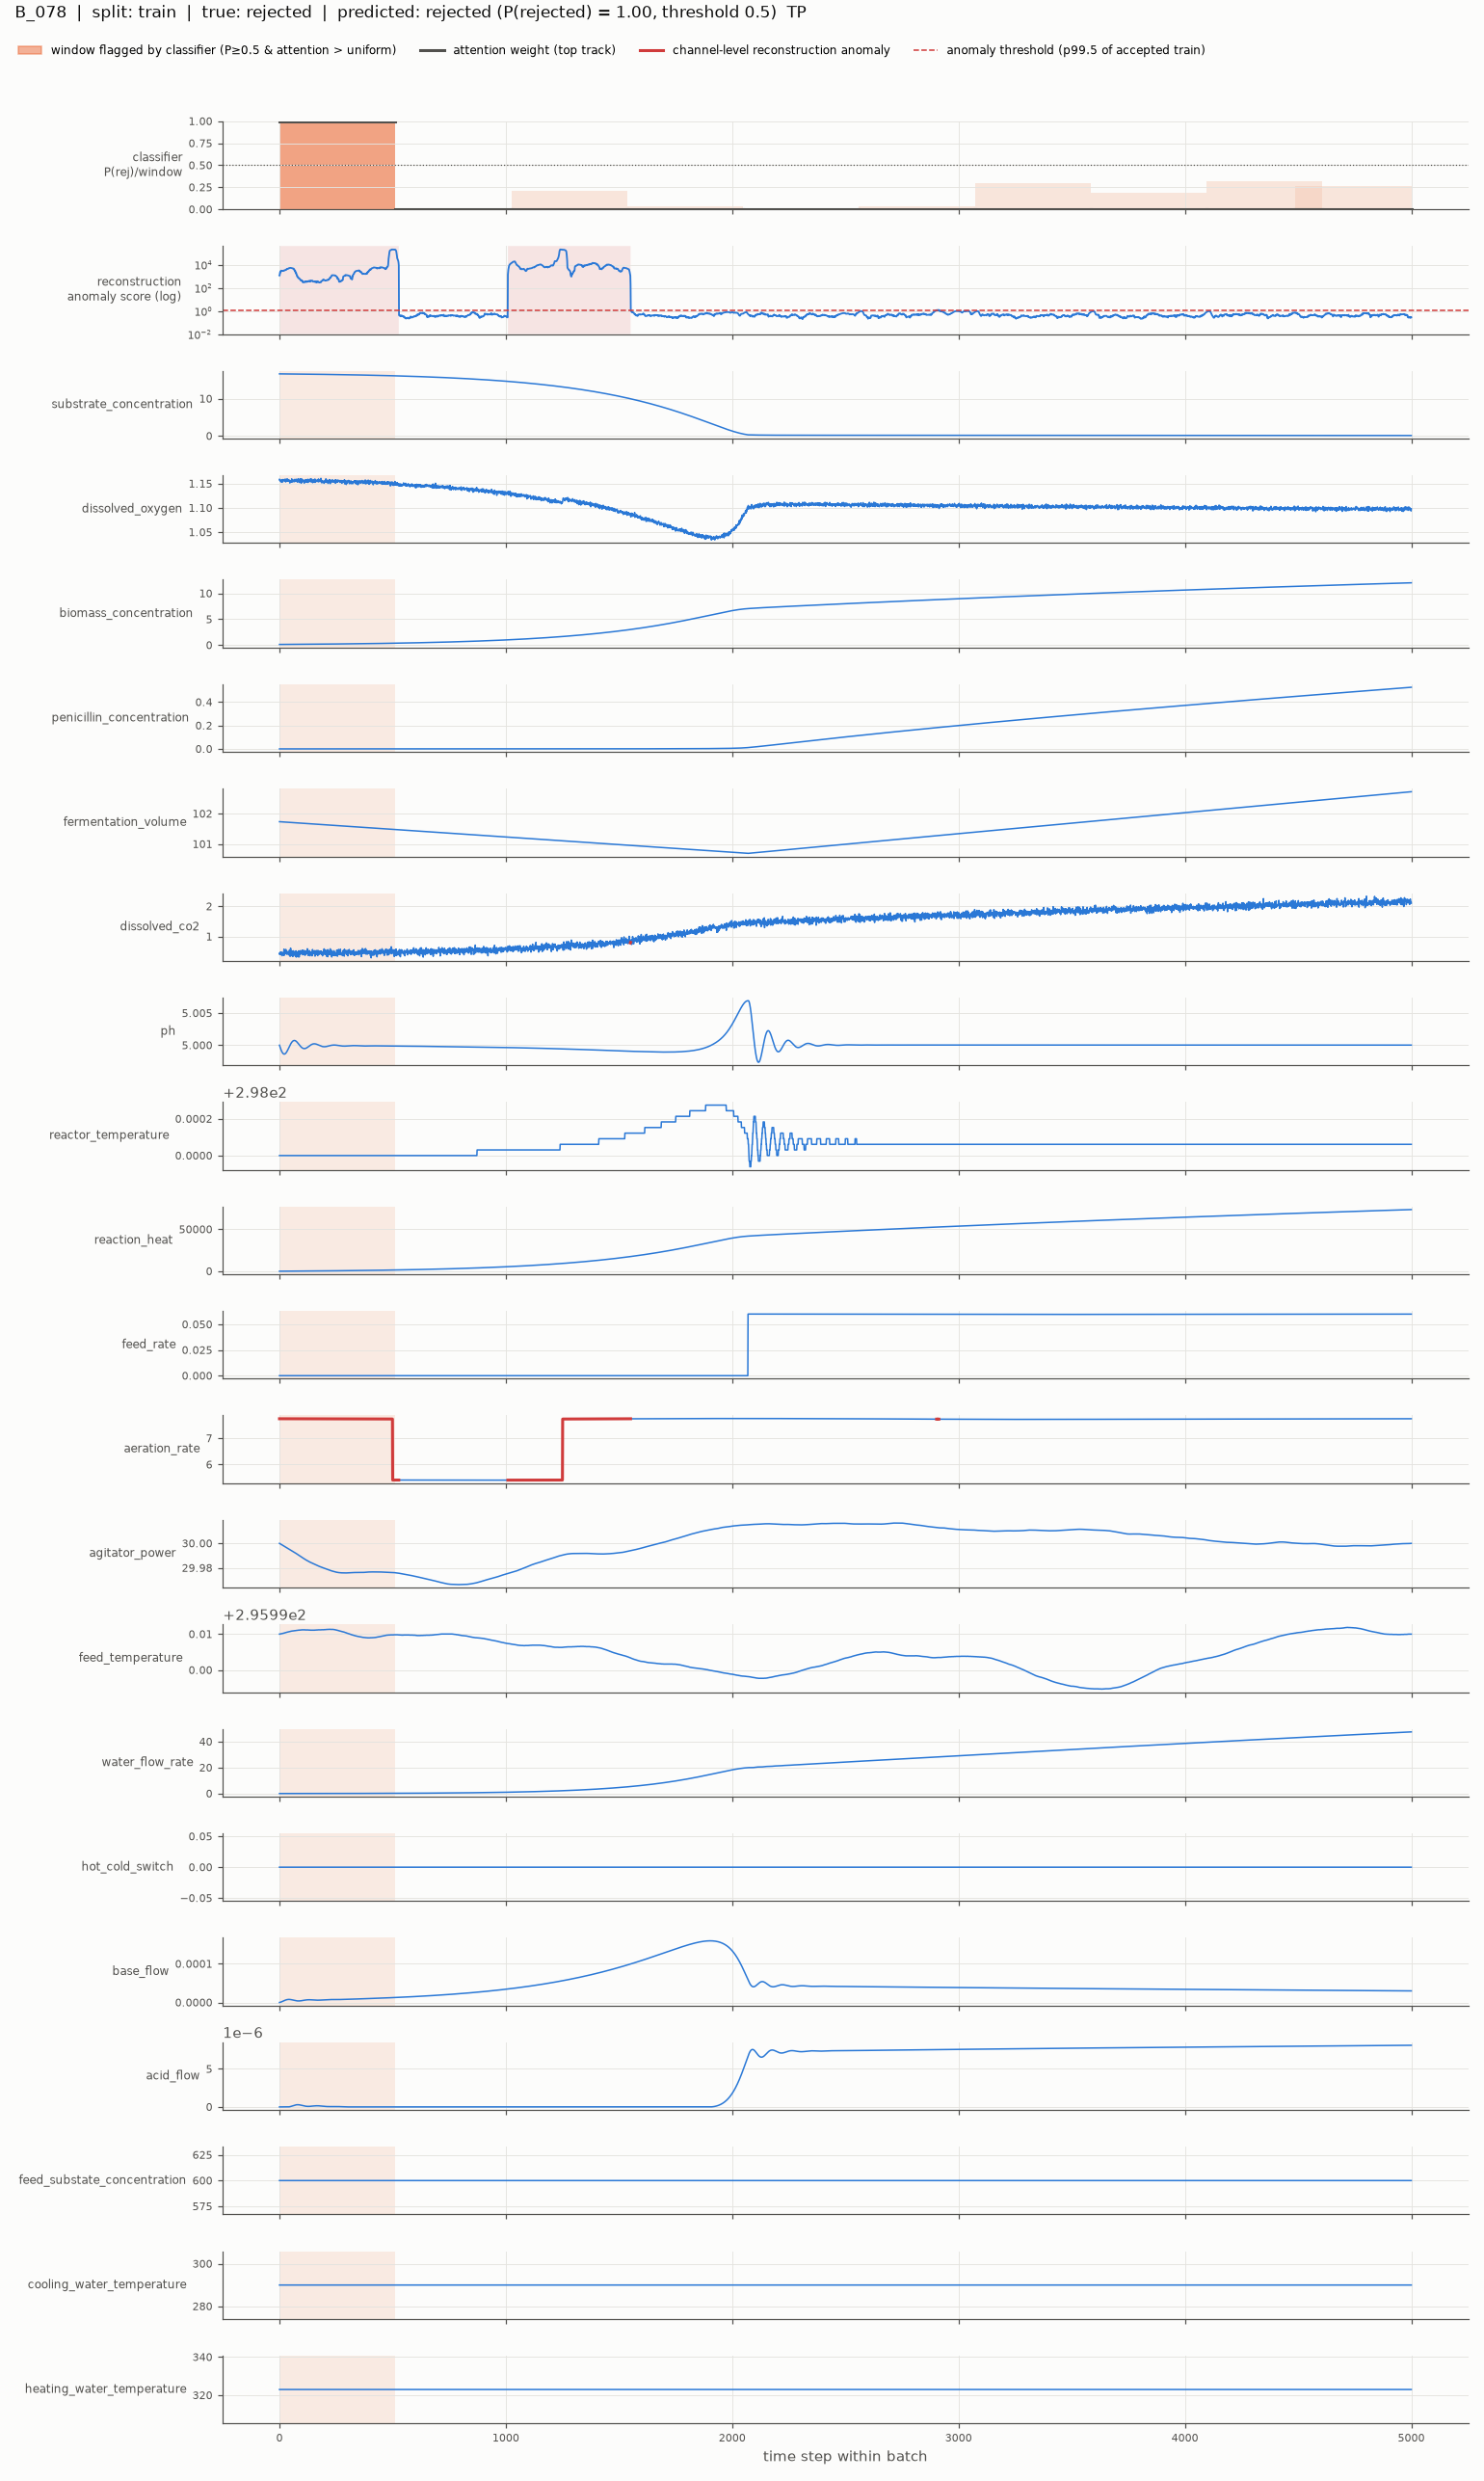 B_078 | split: train | true: rejected | predicted: rejected (P(rejected) = 1.00, threshold 0.5) TP
window flagged by classifier (P≥0.5 & attention > uniform)
attention weight (top track)
channel-level reconstruction anomaly
anomaly threshold (p99.5 of accepted train)
classifier
P(rej)/window
1.00
0.75
0.50
0.25
0.00
reconstruction
anomaly score (log)
10⁴
10²
10⁰
10⁻²
substrate_concentration
10
0
dissolved_oxygen
1.15
1.10
1.05
biomass_concentration
10
5
0
penicillin_concentration
0.4
0.2
0.0
fermentation_volume
102
101
dissolved_co2
2
1
ph
5.005
5.000
+2.98e2
reactor_temperature
0.0002
0.0000
reaction_heat
50000
0
feed_rate
0.050
0.025
0.000
aeration_rate
7
6
agitator_power
30.00
29.98
+2.9599e2
feed_temperature
0.01
0.00
water_flow_rate
40
20
0
hot_cold_switch
0.05
0.00
−0.05
base_flow
0.0001
0.0000
1e−6
acid_flow
5
0
feed_substate_concentration
625
600
575
cooling_water_temperature
300
280
heating_water_temperature
340
320
0 1000 2000 3000 4000 5000
time step within batch